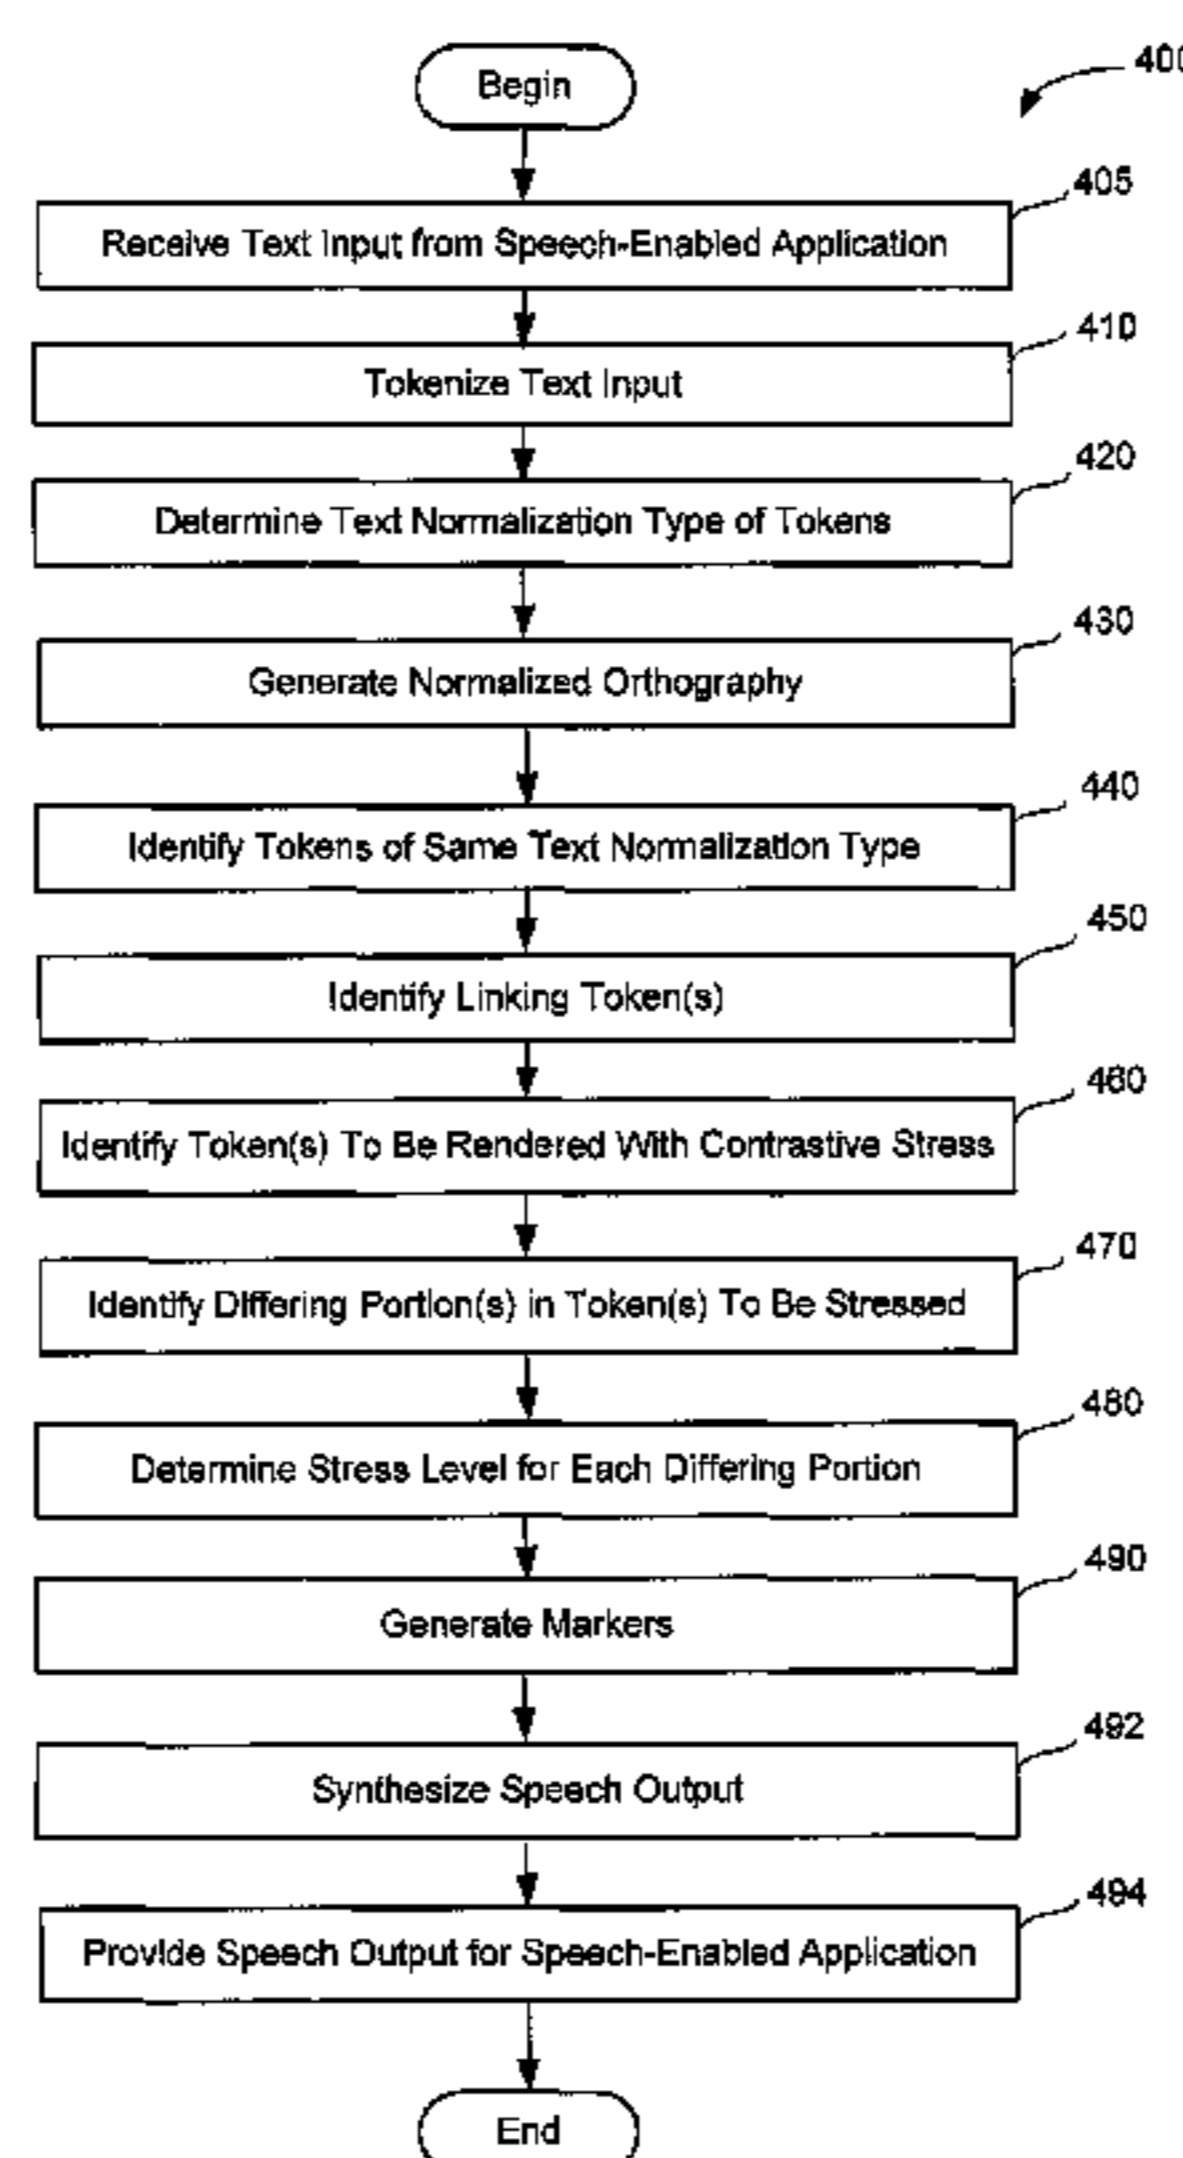 Begin
400
405
Receive Text Input from Speech-Enabled Application
410
Tokenize Text Input
420
Determine Text Normalization Type of Tokens
430
Generate Normalized Orthography
440
Identify Tokens of Same Text Normalization Type
450
Identify Linking Token(s)
460
Identify Token(s) To Be Rendered With Contrastive Stress
470
Identify Differing Portion(s) in Token(s) To Be Stressed
480
Determine Stress Level for Each Differing Portion
490
Generate Markers
492
Synthesize Speech Output
494
Provide Speech Output for Speech-Enabled Application
End